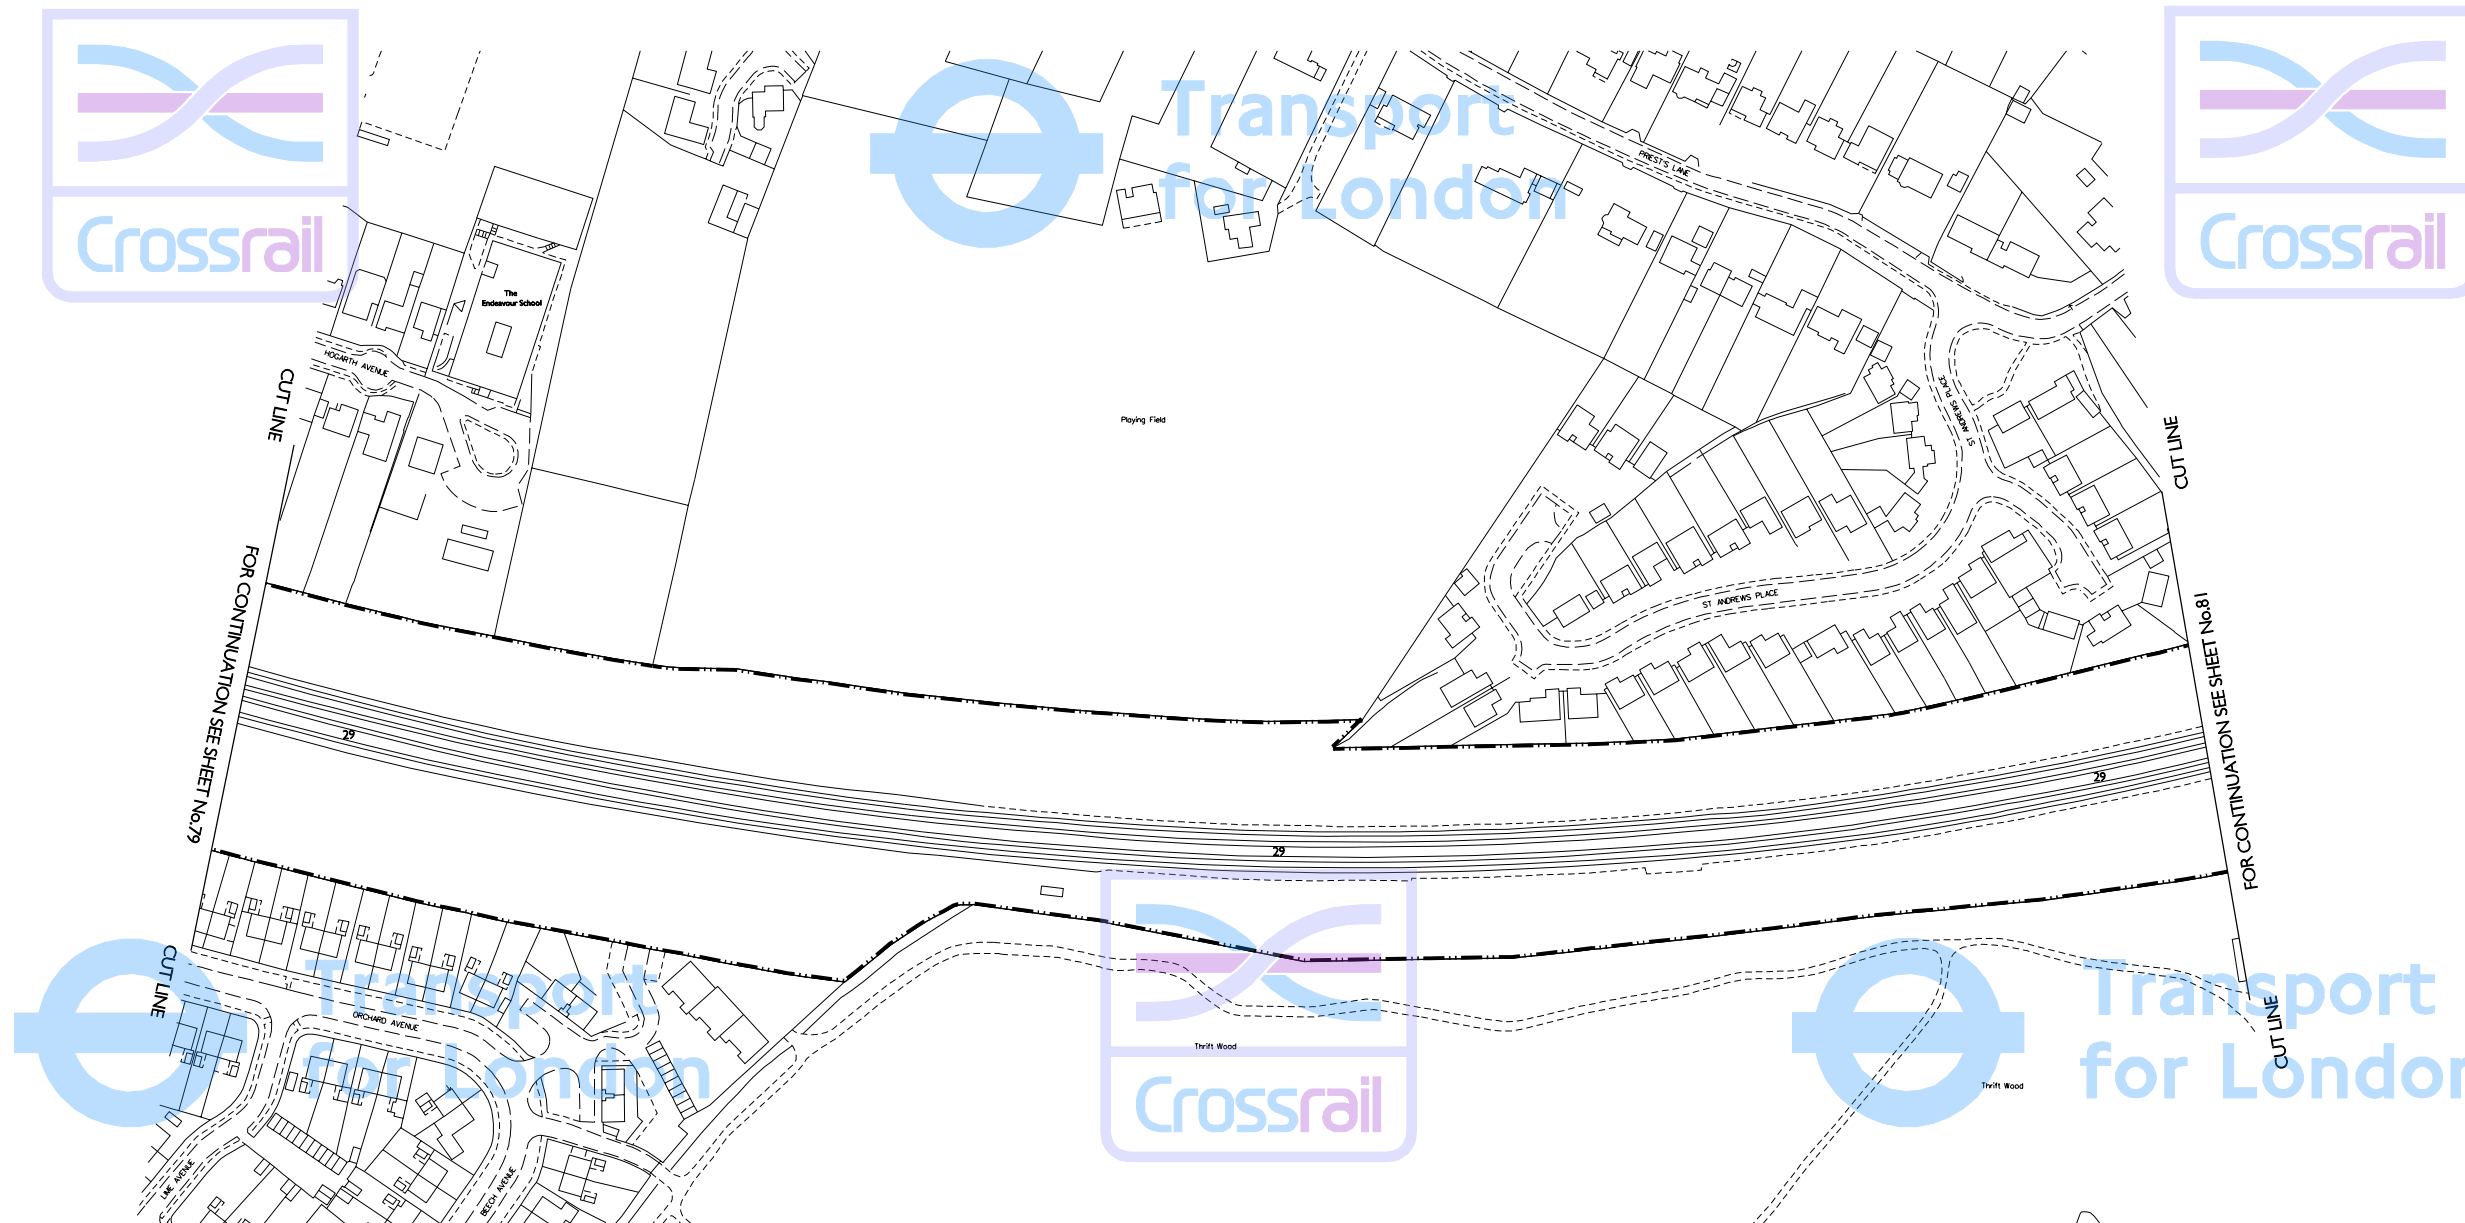 Crossrail
Transport
for London
Crossrail
PRIESTS LANE
The
Endeavour School
HOGARTH AVENUE
CUT LINE
Playing Field
ST ANDREWS PLACE
CUT LINE
FOR CONTINUATION SEE SHEET No.79
ST ANDREWS PLACE
FOR CONTINUATION SEE SHEET No.81
29
29
29
CUT LINE
Transport
for London
ORCHARD AVENUE
Thrift Wood
Crossrail
Transport
for London
Thrift Wood
CUT LINE
LIME AVENUE
BEECH AVENUE